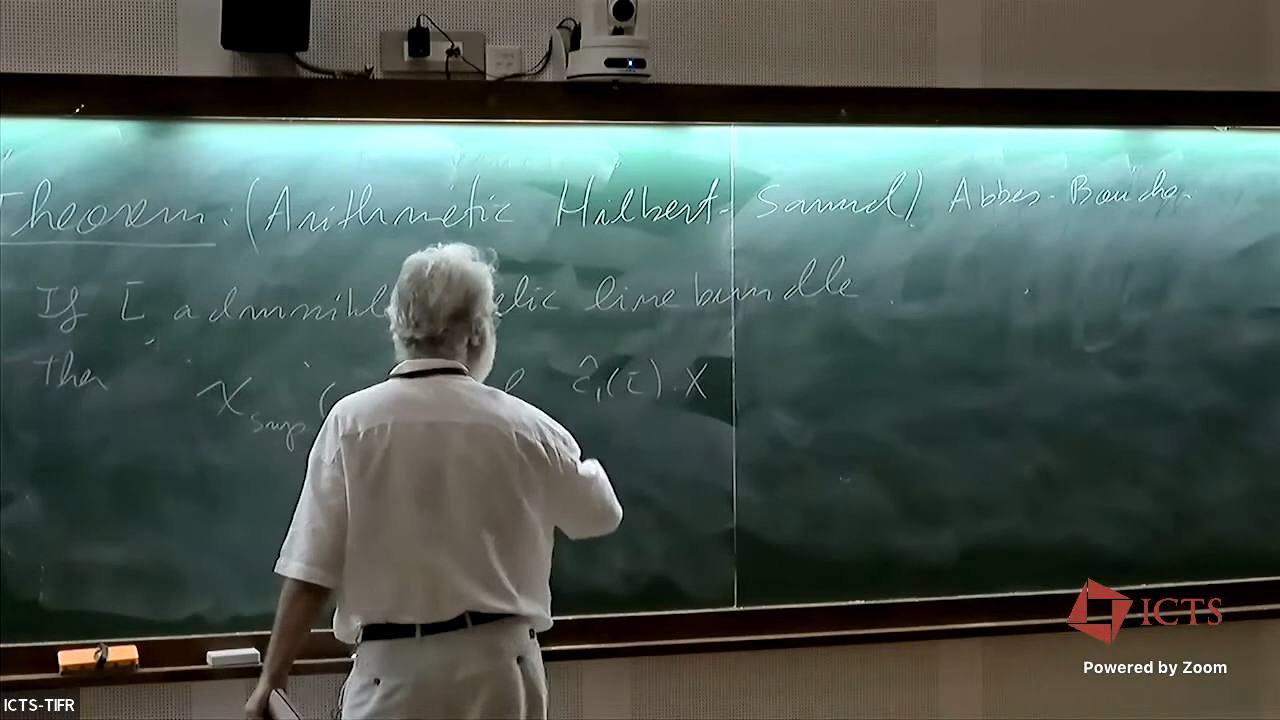 Theorem: (Arithmetic Hilbert-Samuel) Abbes-Bouche
If L̄ admissible adelic line bundle.
Then χ_sup ( ĉ₁(L̄).X
ICTS
Powered by Zoom
ICTS-TIFR